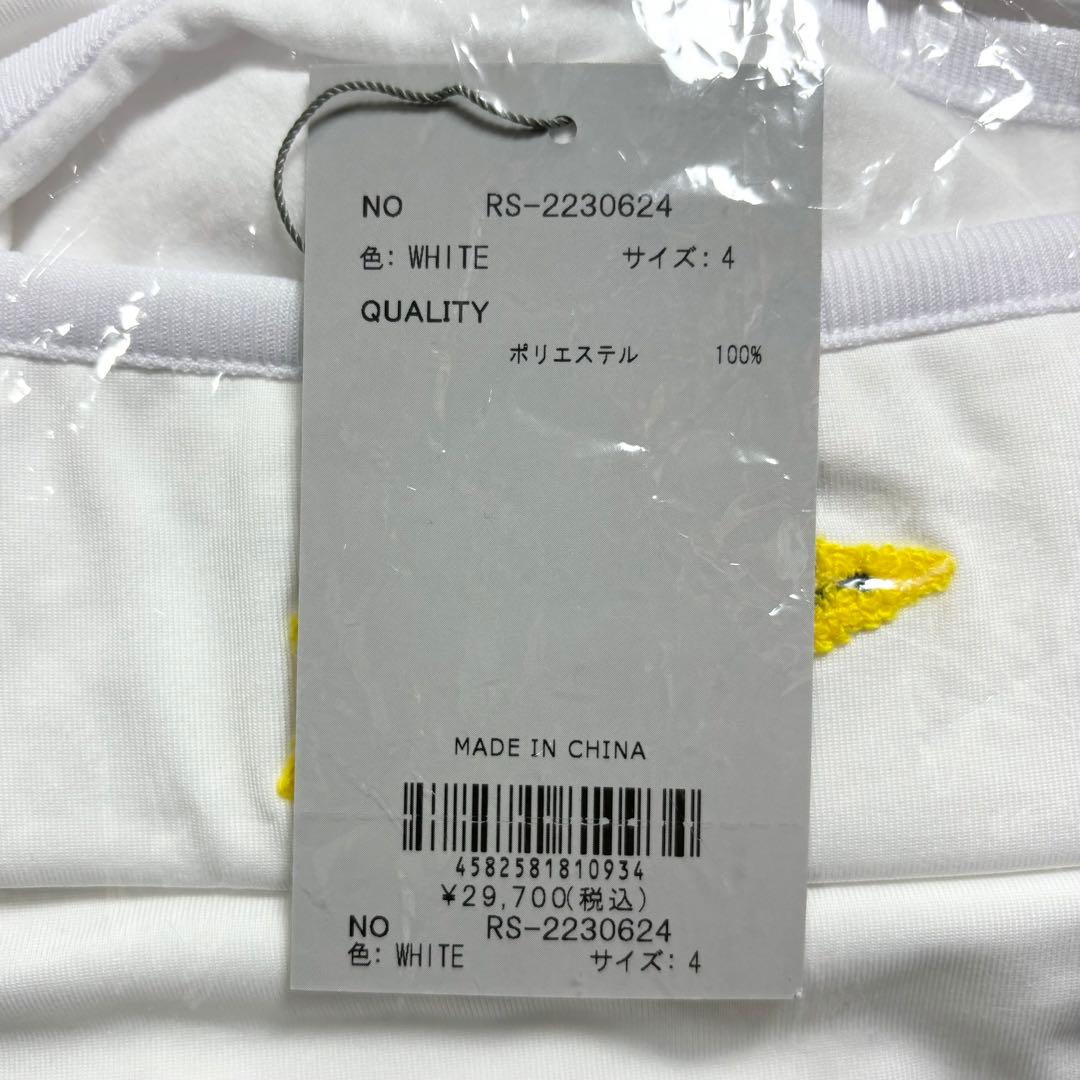 NO RS-2230624
色: WHITE サイズ: 4
QUALITY
ポリエステル 100%
MADE IN CHINA
4582581810934
¥29,700(税込)
NO RS-2230624
色: WHITE サイズ: 4